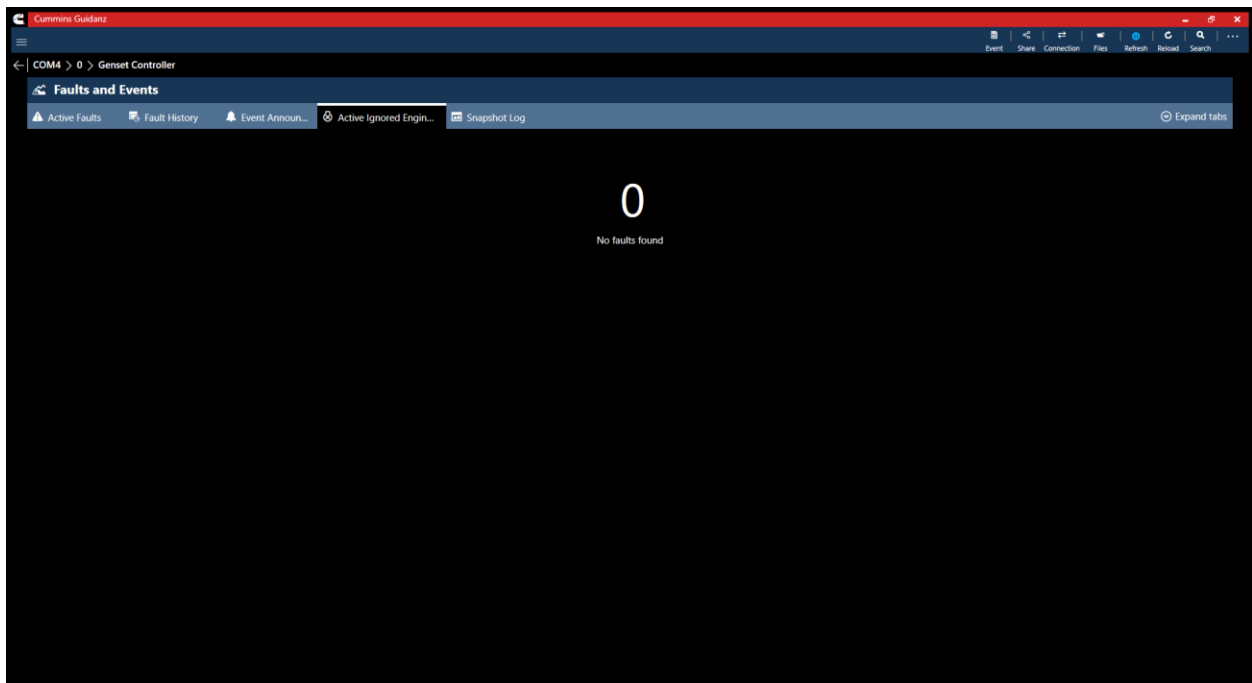 Cummins Guidanz
Event Share Connection Files Refresh Reload Search
COM4 > 0 > Genset Controller
Faults and Events
Active Faults Fault History Event Announ... Active Ignored Engin... Snapshot Log Expand tabs
0
No faults found